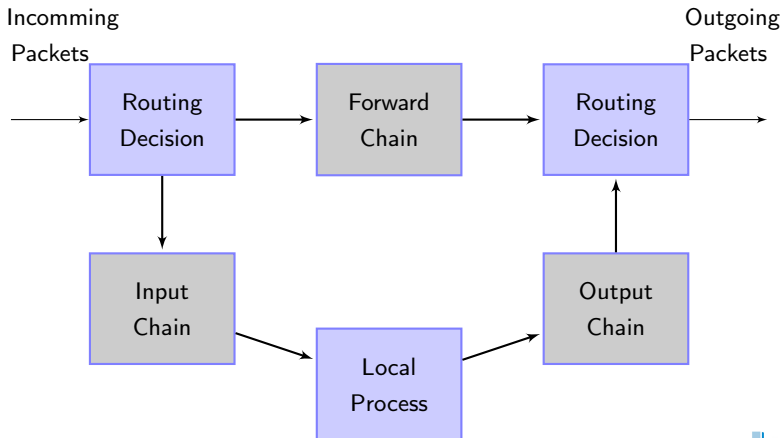 Incomming
Packets
Outgoing
Packets
Routing
Decision
Forward
Chain
Routing
Decision
Input
Chain
Output
Chain
Local
Process